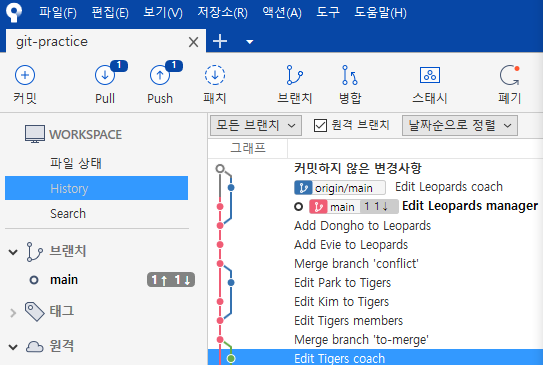 파일(F) 편집(E) 보기(V) 저장소(R) 액션(A) 도구 도움말(H)
git-practice
1 1
커밋 Pull Push 패치 브랜치 병합 스태시 폐기
WORKSPACE
파일 상태
History
Search
브랜치
main 1↑ 1↓
태그
원격
모든 브랜치 원격 브랜치 날짜순으로 정렬
그래프
커밋하지 않은 변경사항
origin/main Edit Leopards coach
main 1 1↓ Edit Leopards manager
Add Dongho to Leopards
Add Evie to Leopards
Merge branch 'conflict'
Edit Park to Tigers
Edit Kim to Tigers
Edit Tigers members
Merge branch 'to-merge'
Edit Tigers coach